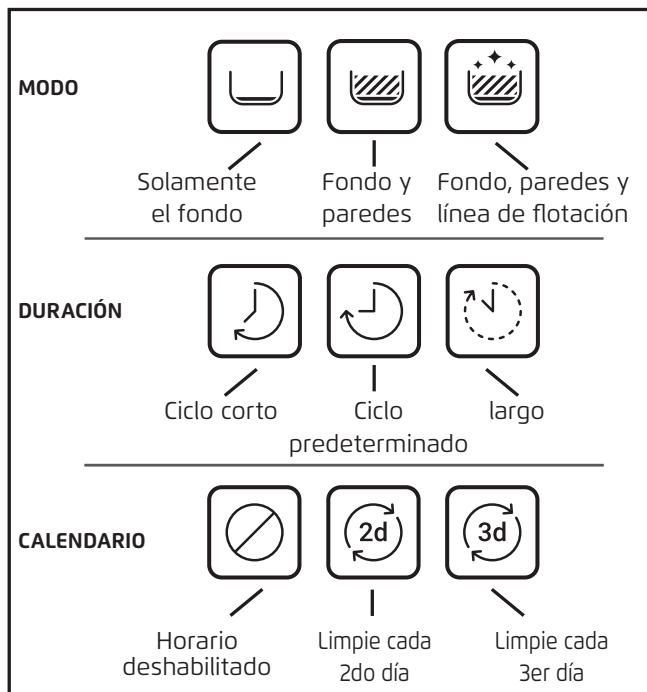 MODO
Solamente
el fondo
Fondo y
paredes
Fondo, paredes y
línea de flotación
DURACIÓN
Ciclo corto
Ciclo
predeterminado
largo
CALENDARIO
2d
3d
Horario
deshabilitado
Limpie cada
2do día
Limpie cada
3er día